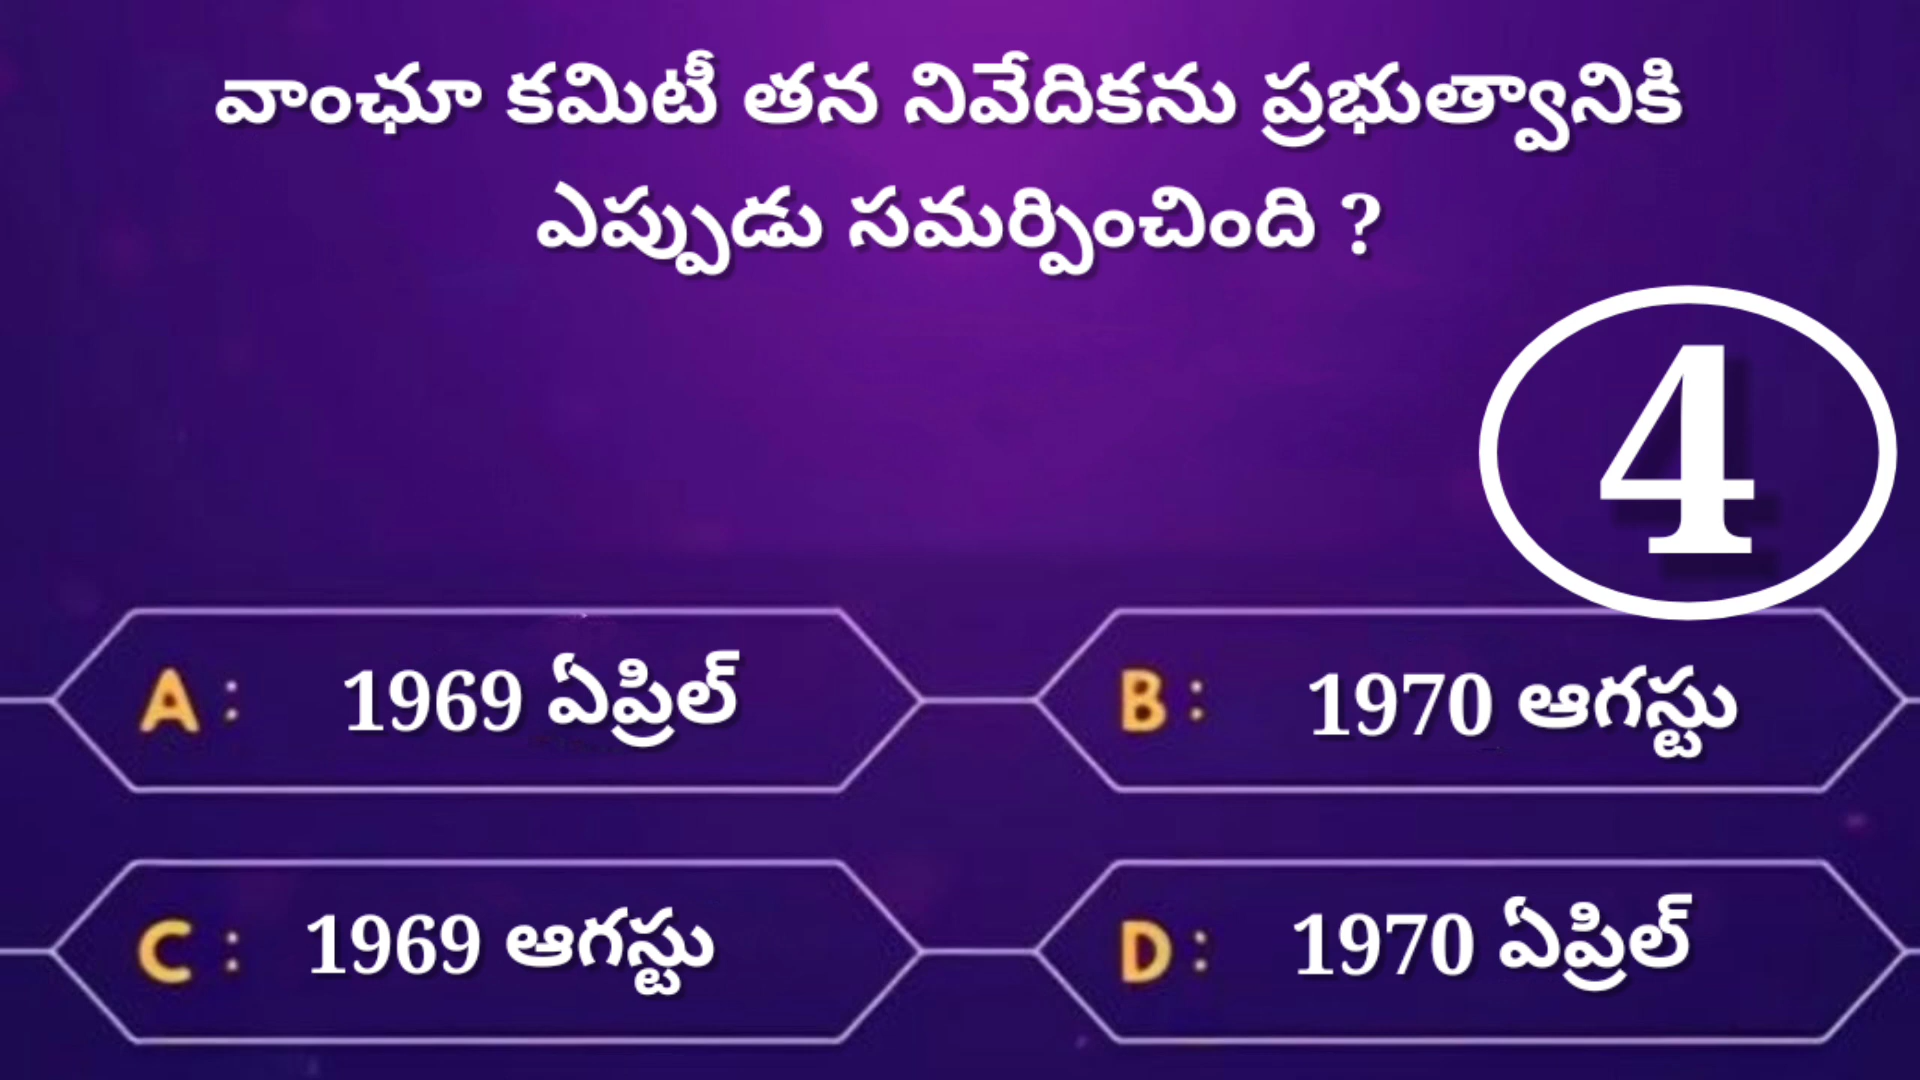 వాంఛూ కమిటీ తన నివేదికను ప్రభుత్వానికి
ఎప్పుడు సమర్పించింది ?
4
A : 1969 ఏప్రిల్
B : 1970 ఆగస్టు
C : 1969 ఆగస్టు
D : 1970 ఏప్రిల్